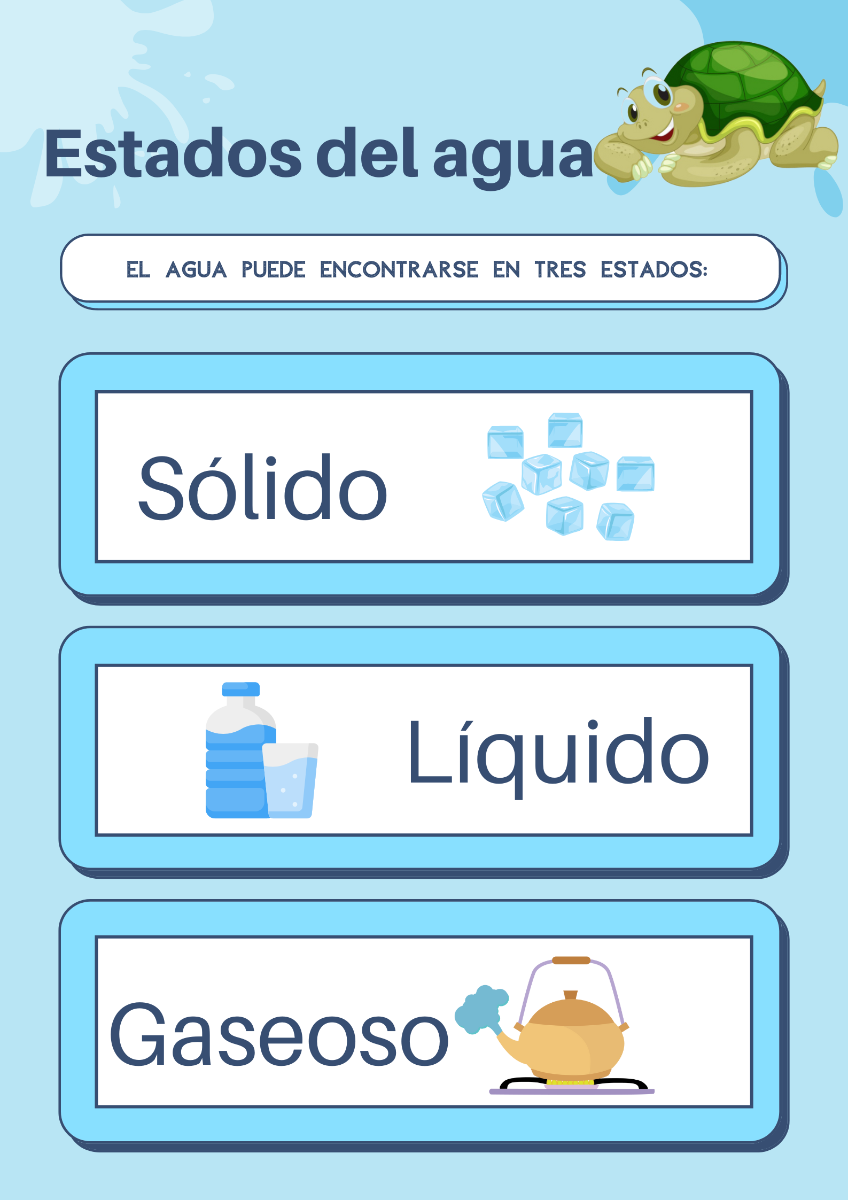 Estados del agua
EL AGUA PUEDE ENCONTRARSE EN TRES ESTADOS:
Sólido
Líquido
Gaseoso